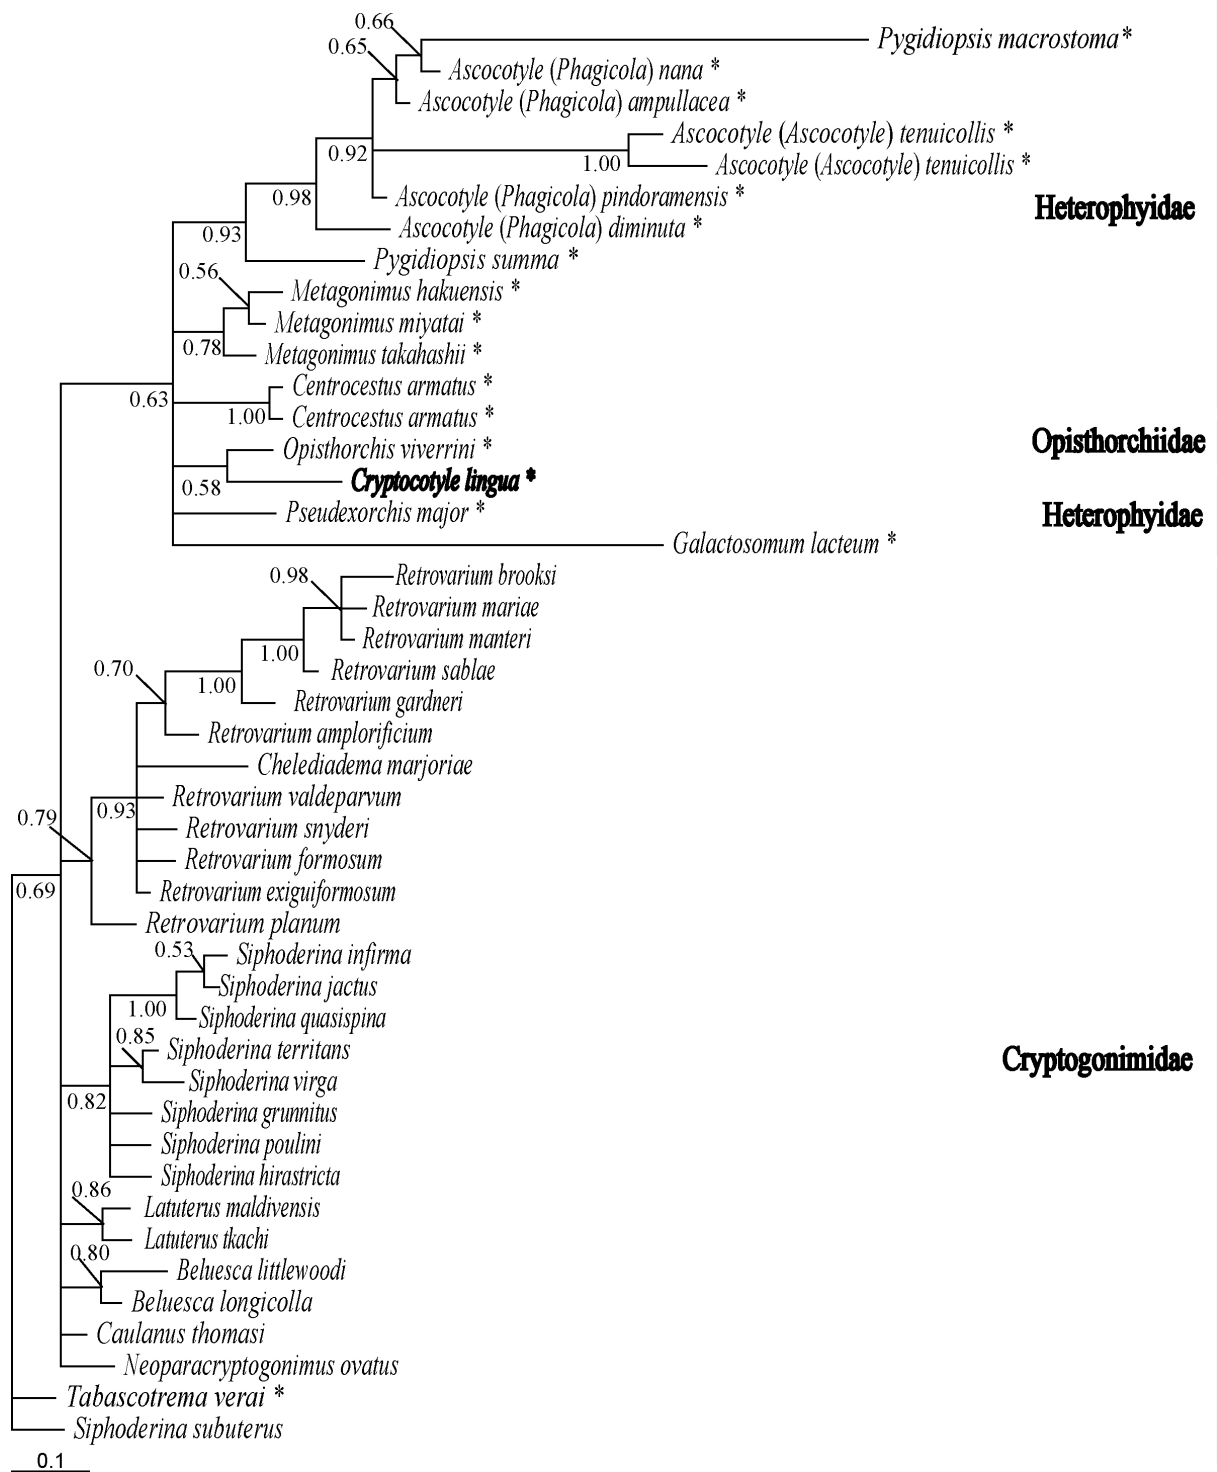 0.66
Pygidiopsis macrostoma *
0.65
Ascocotyle (Phagicola) nana *
Ascocotyle (Phagicola) ampullacea *
Ascocotyle (Ascocotyle) tenuicollis *
0.92
1.00
Ascocotyle (Ascocotyle) tenuicollis *
0.98
Ascocotyle (Phagicola) pindoramensis *
Heterophyidae
0.93
Ascocotyle (Phagicola) diminuta *
Pygidiopsis summa *
0.56
Metagonimus hakuensis *
Metagonimus miyatai *
0.78
Metagonimus takahashii *
Centrocestus armatus *
0.63
1.00
Centrocestus armatus *
Opisthorchis viverrini *
Opisthorchiidae
0.58
Cryptocotyle lingua *
Pseudexorchis major *
Heterophyidae
Galactosomum lacteum *
0.98
Retrovarium brooksi
Retrovarium mariae
Retrovarium manteri
1.00
0.70
Retrovarium sablae
1.00
Retrovarium gardneri
Retrovarium amplorificium
Chelediadema marjoriae
Retrovarium valdeparvum
0.93
0.79
Retrovarium snyderi
Retrovarium formosum
0.69
Retrovarium exiguiformosum
Retrovarium planum
0.53
Siphoderina infirma
Siphoderina jactus
1.00
Siphoderina quasispina
0.85
Siphoderina territans
Cryptogonimidae
Siphoderina virga
0.82
Siphoderina grunnitus
Siphoderina poulini
Siphoderina hirastricta
0.86
Latuterus maldivensis
Latuterus tkachi
0.80
Beluesca littlewoodi
Beluesca longicolla
Caulanus thomasi
Neoparacryptogonimus ovatus
Tabascotrema verai *
Siphoderina subuterus
0.1